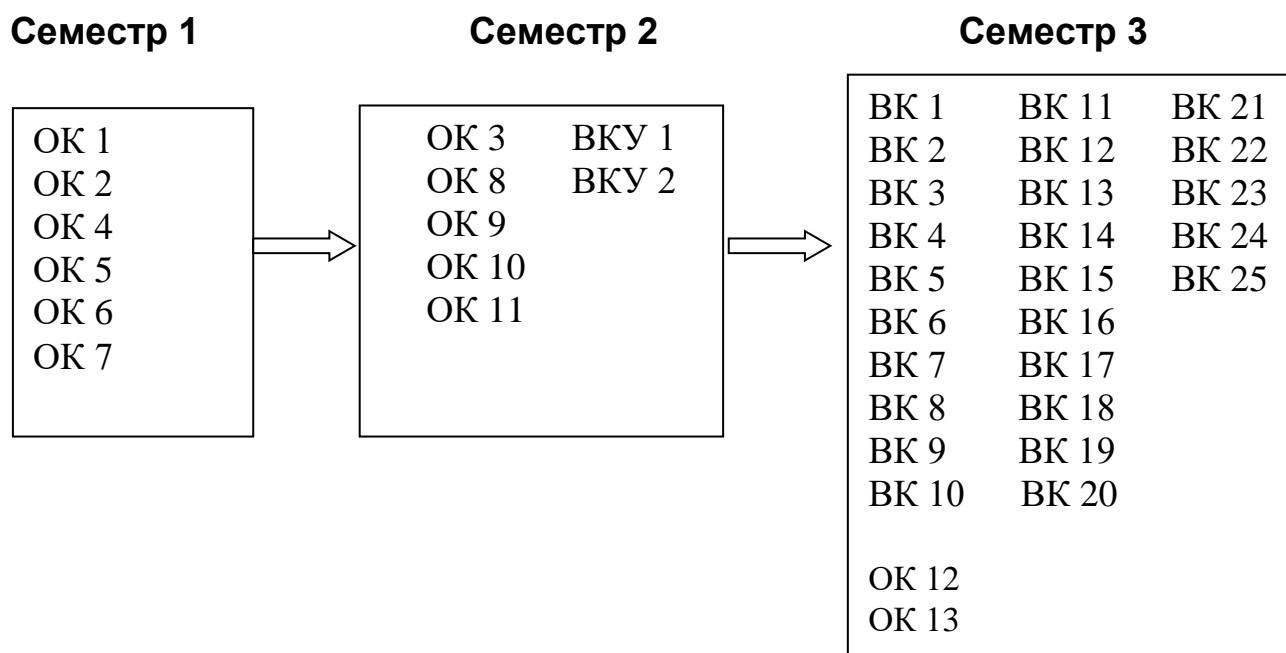 Семестр 1 Семестр 2 Семестр 3
ОК 1
ОК 2
ОК 4
ОК 5
ОК 6
ОК 7
ОК 3 ВКУ 1
ОК 8 ВКУ 2
ОК 9
ОК 10
ОК 11
ВК 1 ВК 11 ВК 21
ВК 2 ВК 12 ВК 22
ВК 3 ВК 13 ВК 23
ВК 4 ВК 14 ВК 24
ВК 5 ВК 15 ВК 25
ВК 6 ВК 16
ВК 7 ВК 17
ВК 8 ВК 18
ВК 9 ВК 19
ВК 10 ВК 20
ОК 12
ОК 13